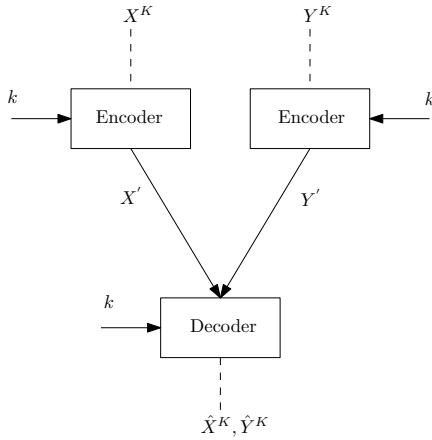 X^K
Y^K
k
Encoder
Encoder
k
X'
Y'
k
Decoder
X̂^K, Ŷ^K